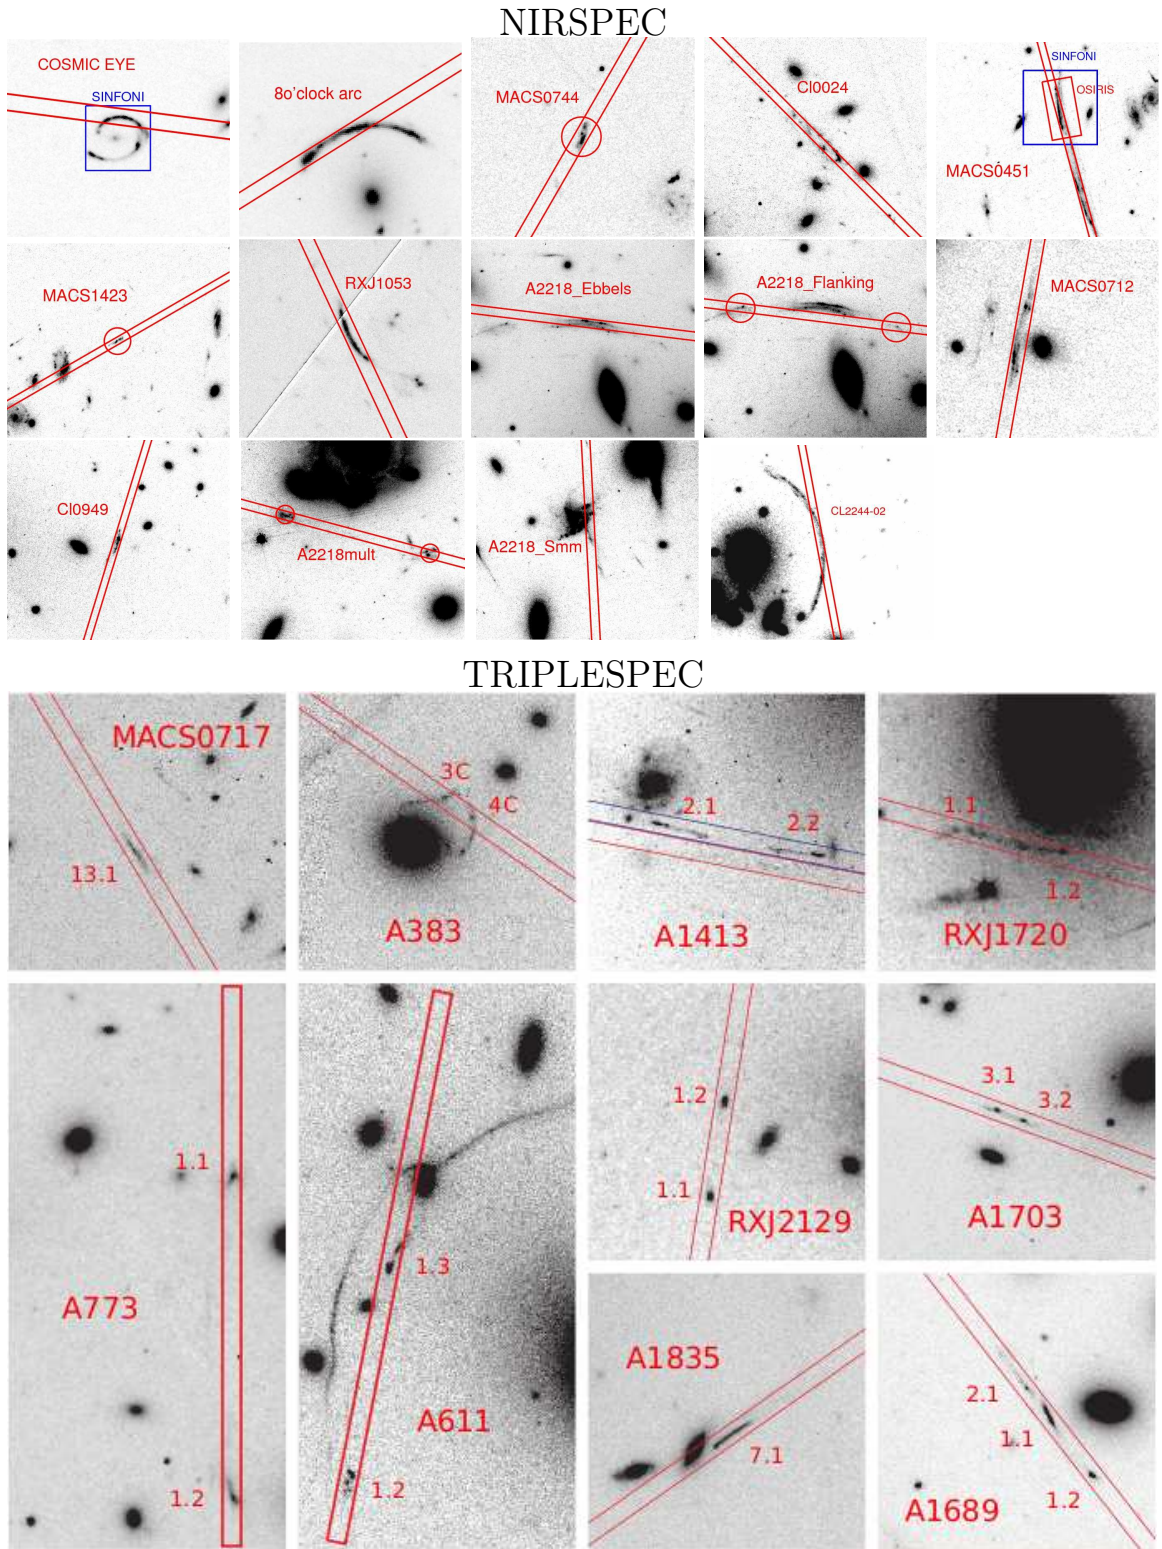 NIRSPEC
COSMIC EYE
SINFONI
8o'clock arc
MACS0744
Cl0024
SINFONI
OSIRIS
MACS0451
MACS1423
RXJ1053
A2218_Ebbels
A2218_Flanking
MACS0712
Cl0949
A2218mult
A2218_Smm
CL2244-02
TRIPLESPEC
MACS0717
13.1
3C
4C
A383
2.1
2.2
A1413
1.1
1.2
RXJ1720
1.1
A773
1.2
1.3
A611
1.2
1.2
1.1
RXJ2129
3.1
3.2
A1703
A1835
7.1
2.1
1.1
1.2
A1689